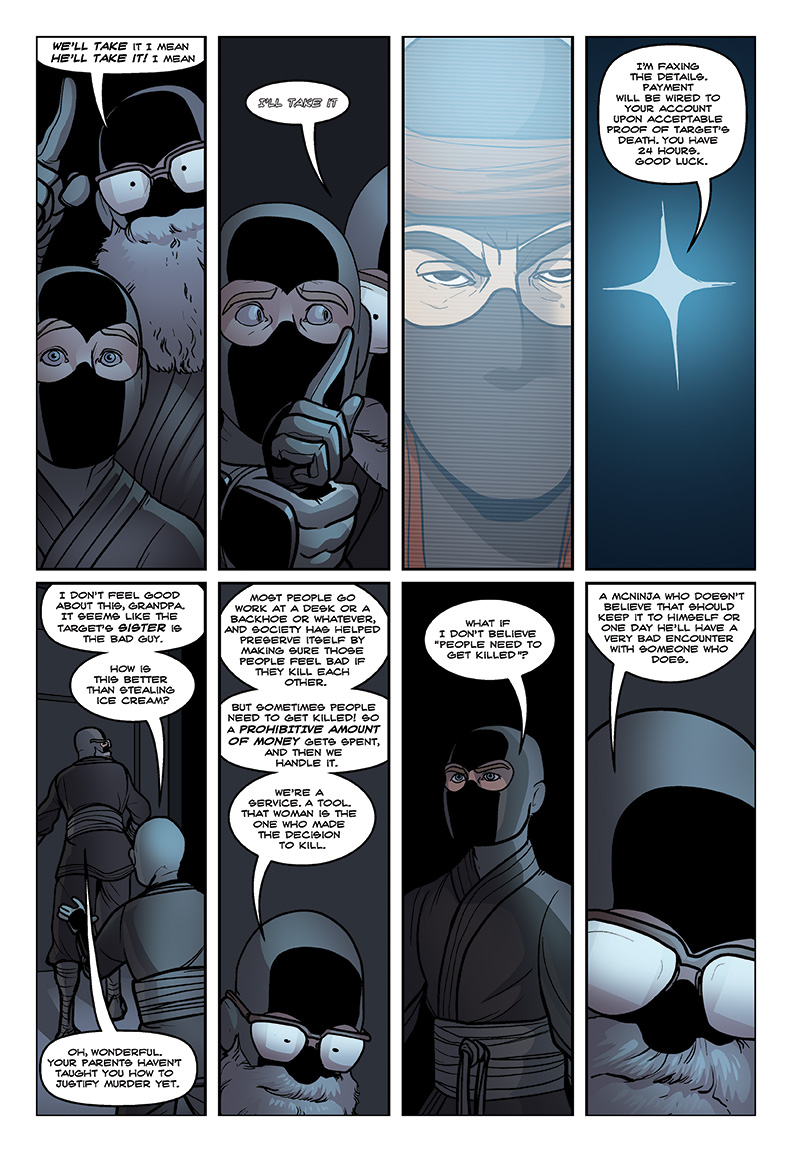 WE'LL TAKE IT I MEAN
HE'LL TAKE IT! I MEAN
I'LL TAKE IT
I'M FAXING
THE DETAILS.
PAYMENT
WILL BE WIRED TO
YOUR ACCOUNT
UPON ACCEPTABLE
PROOF OF TARGET'S
DEATH. YOU HAVE
24 HOURS.
GOOD LUCK.
I DON'T FEEL GOOD
ABOUT THIS, GRANDPA.
IT SEEMS LIKE THE
TARGET'S SISTER IS
THE BAD GUY.
HOW IS
THIS BETTER
THAN STEALING
ICE CREAM?
OH, WONDERFUL.
YOUR PARENTS HAVEN'T
TAUGHT YOU HOW TO
JUSTIFY MURDER YET.
MOST PEOPLE GO
WORK AT A DESK OR A
BACKHOE OR WHATEVER,
AND SOCIETY HAS HELPED
PRESERVE ITSELF BY
MAKING SURE THOSE
PEOPLE FEEL BAD IF
THEY KILL EACH
OTHER.
BUT SOMETIMES PEOPLE
NEED TO GET KILLED! SO
A PROHIBITIVE AMOUNT
OF MONEY GETS SPENT,
AND THEN WE
HANDLE IT.
WE'RE A
SERVICE. A TOOL.
THAT WOMAN IS THE
ONE WHO MADE
THE DECISION
TO KILL.
WHAT IF
I DON'T BELIEVE
"PEOPLE NEED TO
GET KILLED"?
A MCNINJA WHO DOESN'T
BELIEVE THAT SHOULD
KEEP IT TO HIMSELF OR
ONE DAY HE'LL HAVE A
VERY BAD ENCOUNTER
WITH SOMEONE WHO
DOES.